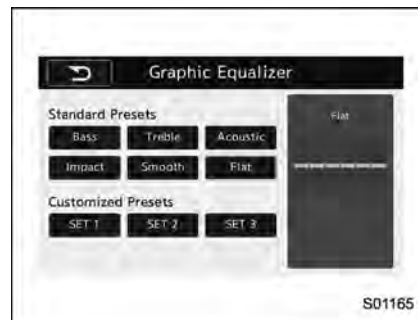 Graphic Equalizer
Standard Presets
Flat
Bass Treble Acoustic
Impact Smooth Flat
Customized Presets
SET 1 SET 2 SET 3
S01165